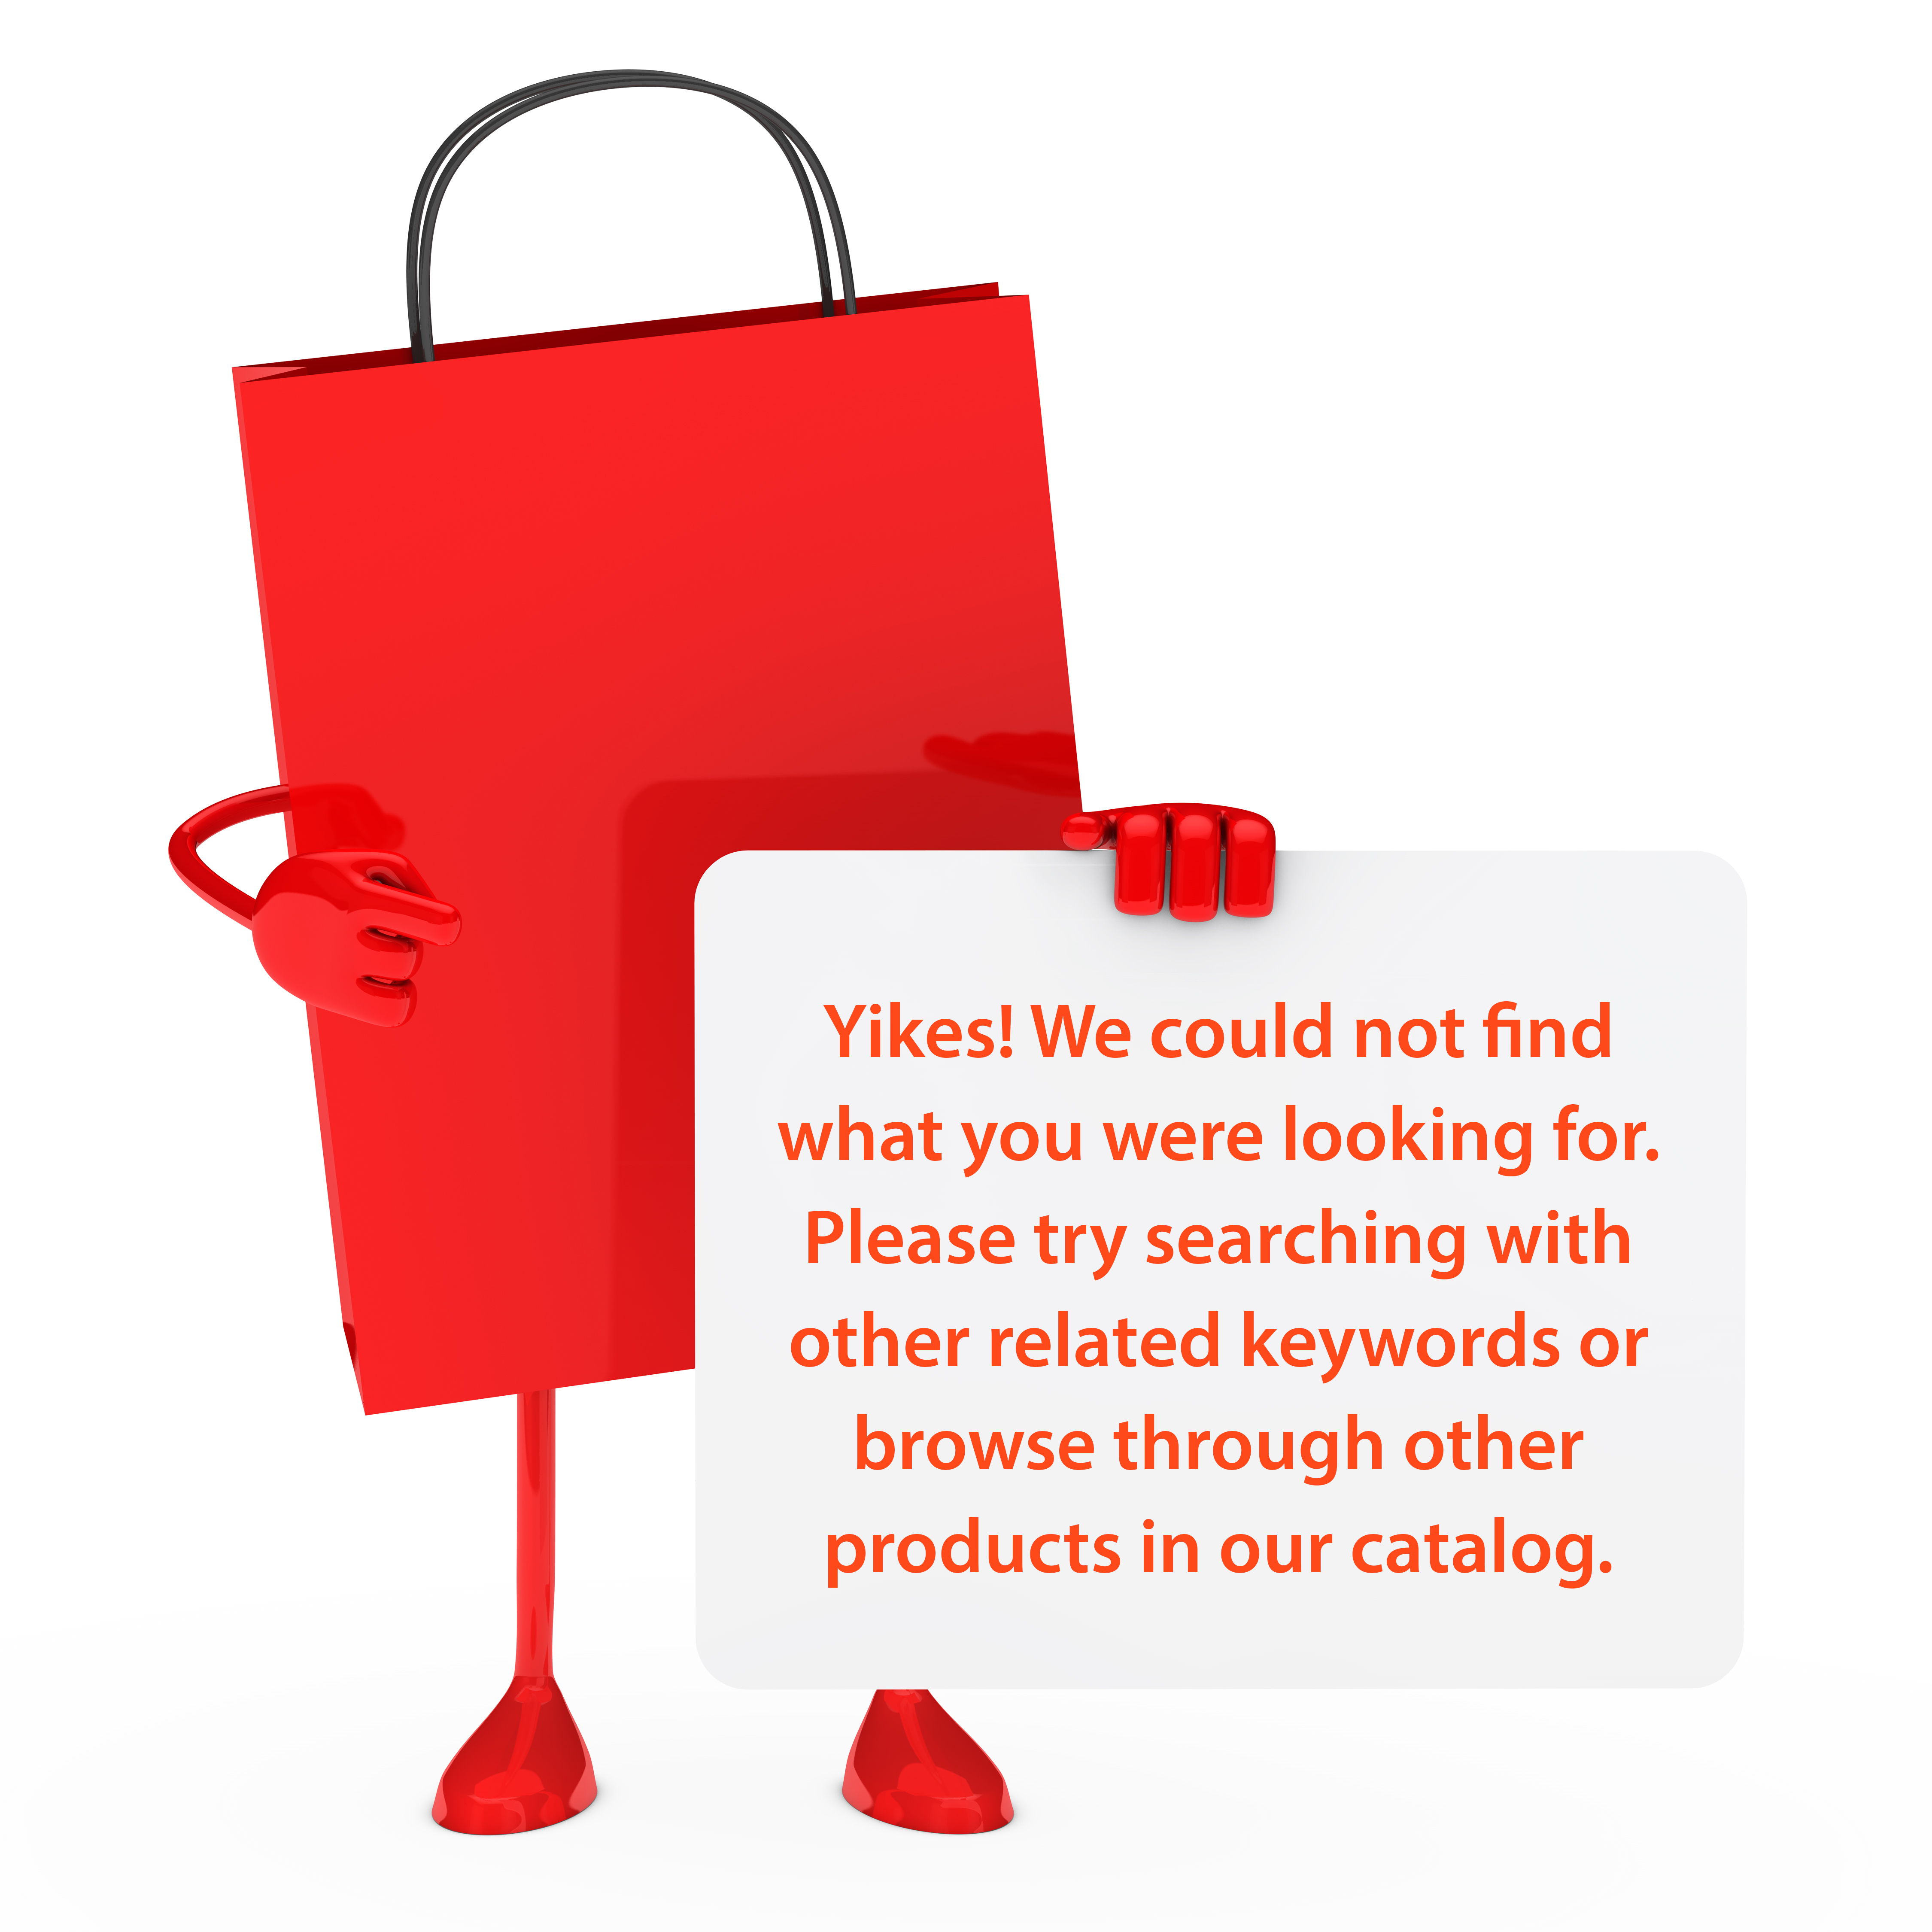 Yikes! We could not find
what you were looking for.
Please try searching with
other related keywords or
browse through other
products in our catalog.